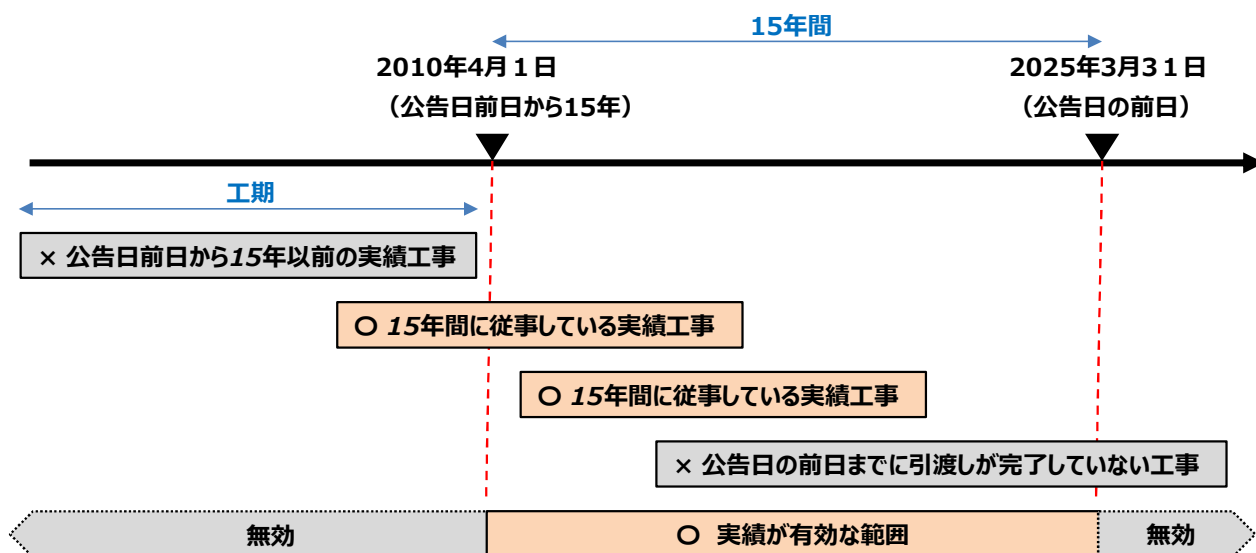 15年間
2010年4月１日
（公告日前日から15年）
2025年3月3１日
（公告日の前日）
工期
× 公告日前日から15年以前の実績工事
〇 15年間に従事している実績工事
〇 15年間に従事している実績工事
× 公告日の前日までに引渡しが完了していない工事
無効
〇 実績が有効な範囲
無効